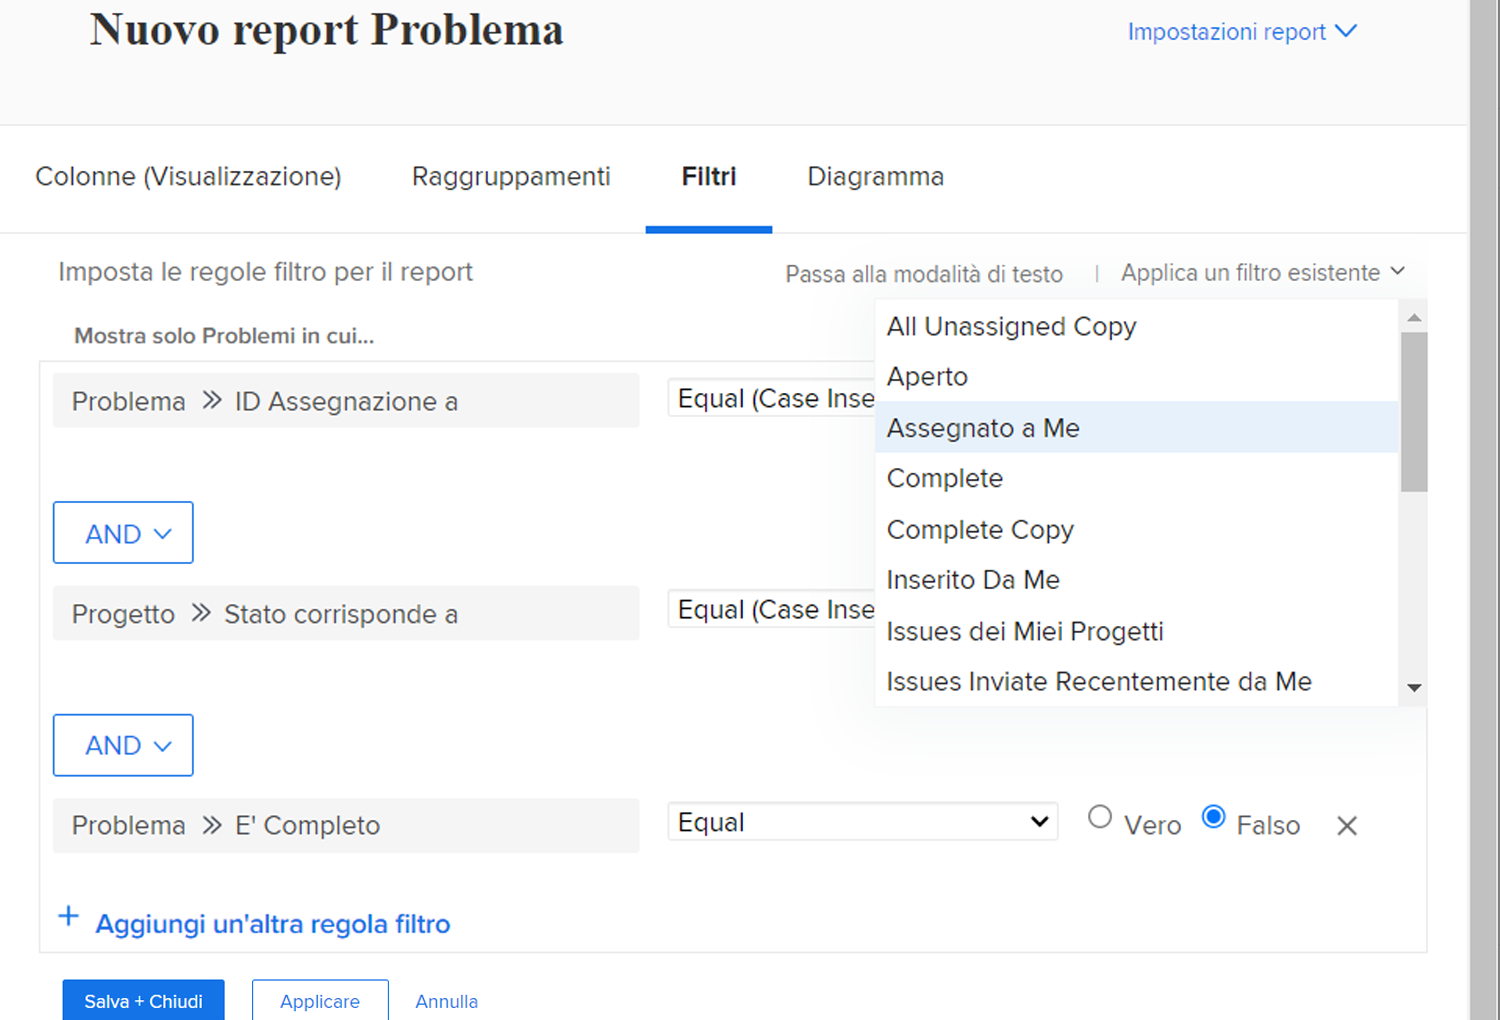 Nuovo report Problema
Impostazioni report
Colonne (Visualizzazione)
Raggruppamenti
Filtri
Diagramma
Imposta le regole filtro per il report
Passa alla modalità di testo
|
Applica un filtro esistente
Mostra solo Problemi in cui...
Problema >> ID Assegnazione a
Equal (Case Inse
All Unassigned Copy
Aperto
Assegnato a Me
Complete
Complete Copy
Inserito Da Me
Issues dei Miei Progetti
Issues Inviate Recentemente da Me
AND
Progetto >> Stato corrisponde a
Equal (Case Inse
AND
Problema >> E' Completo
Equal
Vero
Falso
+ Aggiungi un'altra regola filtro
Salva + Chiudi
Applicare
Annulla